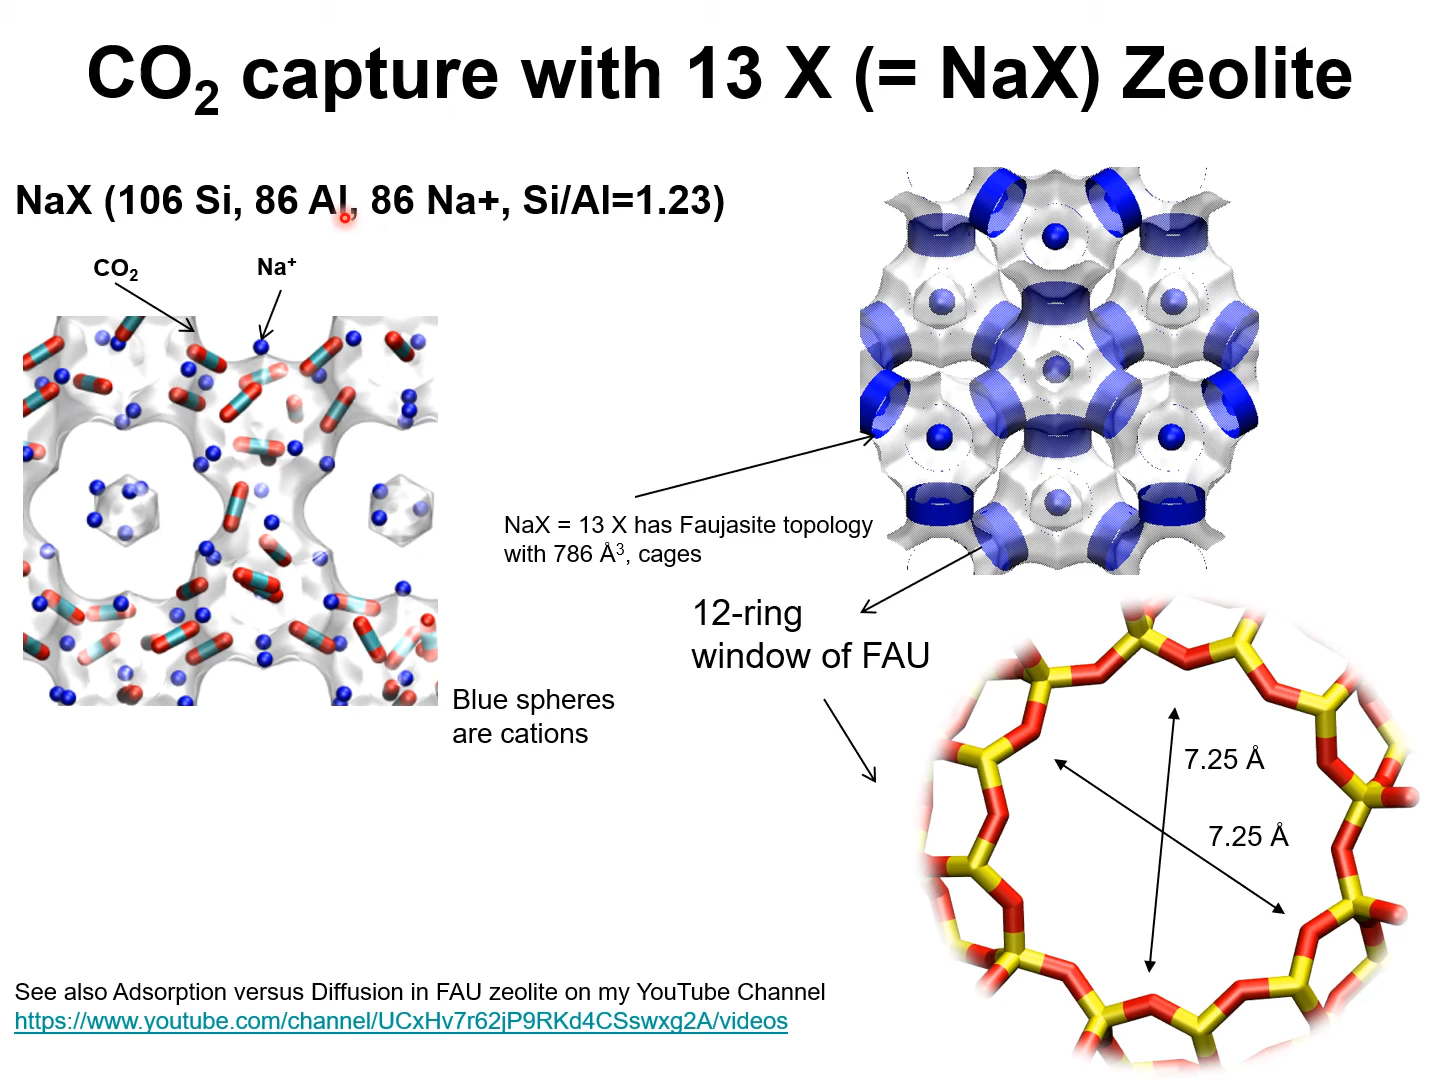 CO₂ capture with 13 X (= NaX) Zeolite
NaX (106 Si, 86 Al, 86 Na+, Si/Al=1.23)
CO₂
Na⁺
NaX = 13 X has Faujasite topology
with 786 Å³, cages
12-ring
window of FAU
Blue spheres
are cations
7.25 Å
7.25 Å
See also Adsorption versus Diffusion in FAU zeolite on my YouTube Channel
https://www.youtube.com/channel/UCxHv7r62jP9RKd4CSswxg2A/videos